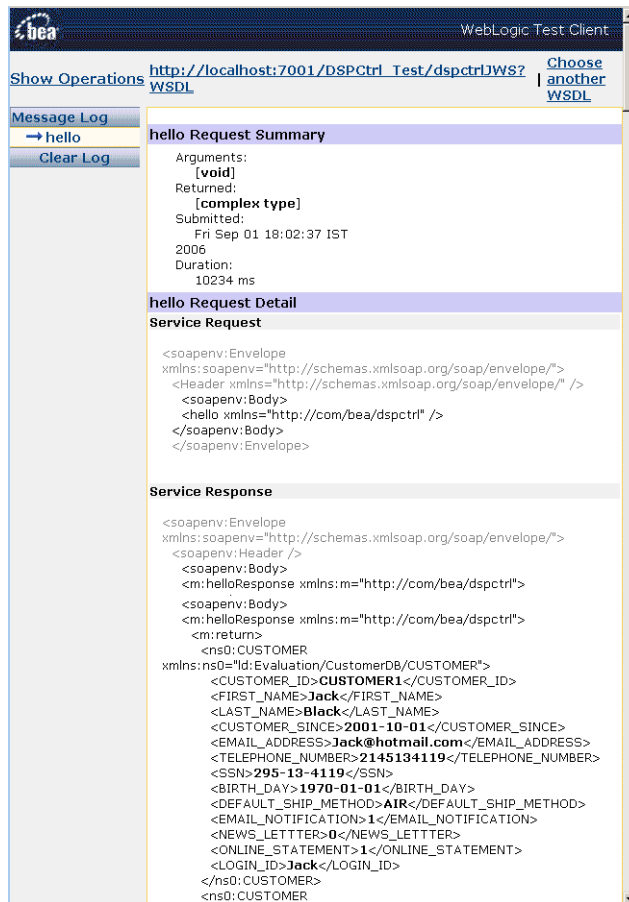 bea
WebLogic Test Client
Show Operations
http://localhost:7001/DSPCtrl_Test/dspctrlJWS?
WSDL
|
Choose
another
WSDL
Message Log
hello
Clear Log
hello Request Summary
Arguments:
[void]
Returned:
[complex type]
Submitted:
Fri Sep 01 18:02:37 IST
2006
Duration:
10234 ms
hello Request Detail
Service Request
<soapenv:Envelope
xmlns:soapenv="http://schemas.xmlsoap.org/soap/envelope/">
<Header xmlns="http://schemas.xmlsoap.org/soap/envelope/" />
<soapenv:Body>
<hello xmlns="http://com/bea/dspctrl" />
</soapenv:Body>
</soapenv:Envelope>
Service Response
<soapenv:Envelope
xmlns:soapenv="http://schemas.xmlsoap.org/soap/envelope/">
<soapenv:Header />
<soapenv:Body>
<m:helloResponse xmlns:m="http://com/bea/dspctrl">
<soapenv:Body>
<m:helloResponse xmlns:m="http://com/bea/dspctrl">
<m:return>
<ns0:CUSTOMER
xmlns:ns0="ld:Evaluation/CustomerDB/CUSTOMER">
<CUSTOMER_ID>CUSTOMER1</CUSTOMER_ID>
<FIRST_NAME>Jack</FIRST_NAME>
<LAST_NAME>Black</LAST_NAME>
<CUSTOMER_SINCE>2001-10-01</CUSTOMER_SINCE>
<EMAIL_ADDRESS>Jack@hotmail.com</EMAIL_ADDRESS>
<TELEPHONE_NUMBER>2145134119</TELEPHONE_NUMBER>
<SSN>295-13-4119</SSN>
<BIRTH_DAY>1970-01-01</BIRTH_DAY>
<DEFAULT_SHIP_METHOD>AIR</DEFAULT_SHIP_METHOD>
<EMAIL_NOTIFICATION>1</EMAIL_NOTIFICATION>
<NEWS_LETTTER>0</NEWS_LETTTER>
<ONLINE_STATEMENT>1</ONLINE_STATEMENT>
<LOGIN_ID>Jack</LOGIN_ID>
</ns0:CUSTOMER>
<ns0:CUSTOMER